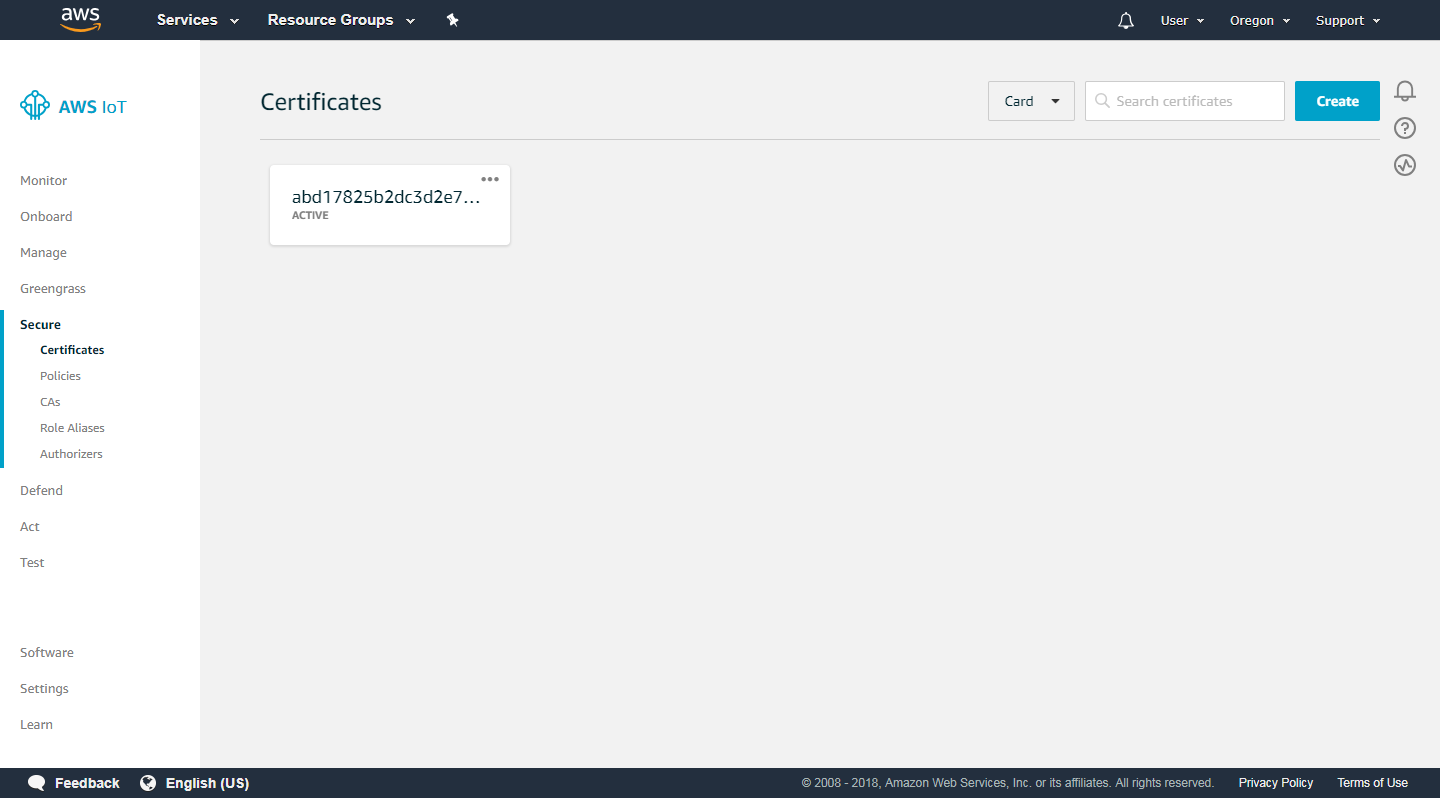 aws Services Resource Groups User Oregon Support
AWS IoT
Certificates Card Search certificates Create
Monitor
Onboard
Manage
Greengrass
Secure
Certificates
Policies
CAs
Role Aliases
Authorizers
Defend
Act
Test
Software
Settings
Learn
abd17825b2dc3d2e7...
ACTIVE
Feedback English (US) © 2008 - 2018, Amazon Web Services, Inc. or its affiliates. All rights reserved. Privacy Policy Terms of Use